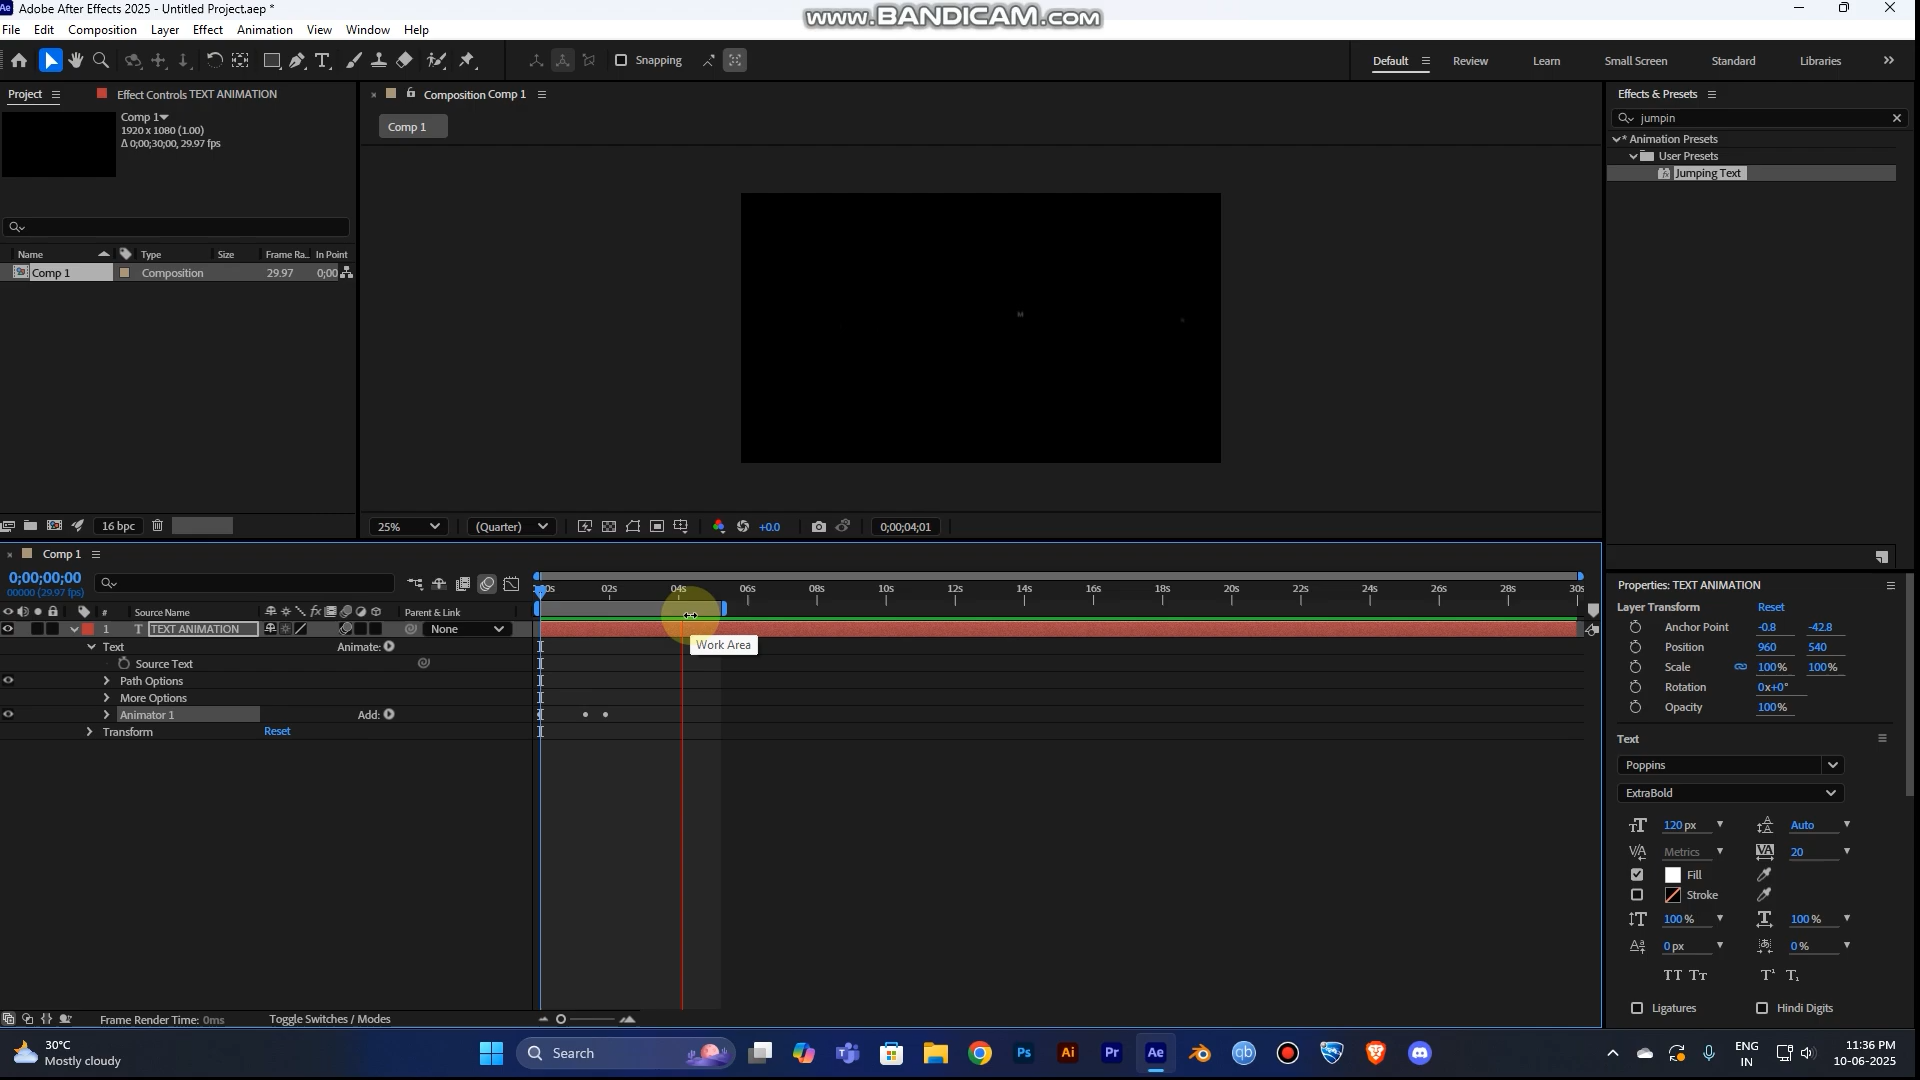 Adobe After Effects 2025 - Untitled Project.aep *
www.BANDICAM.com
File Edit Composition Layer Effect Animation View Window Help
Snapping
Default Review Learn Small Screen Standard Libraries
Project
Effect Controls TEXT ANIMATION
Composition Comp 1
Effects & Presets
Comp 1
1920 x 1080 (1.00)
Δ 0;00;30;00, 29.97 fps
Comp 1
jumpin
* Animation Presets
User Presets
Jumping Text
Name Type Size Frame Ra.. In Point
Comp 1 Composition 29.97 0;00
M
16 bpc
25% (Quarter) +0.0 0;00;04;01
Comp 1
0;00;00;00
00000 (29.97 fps)
02s 04s 06s 08s 10s 12s 14s 16s 18s 20s 22s 24s 26s 28s 30s
# Source Name Parent & Link
1 T TEXT ANIMATION None
Work Area
Text Animate:
Source Text
Path Options
More Options
Animator 1 Add:
Transform Reset
Frame Render Time: 0ms Toggle Switches / Modes
Properties: TEXT ANIMATION
Layer Transform Reset
Anchor Point -0.8 -42.8
Position 960 540
Scale 100% 100%
Rotation 0x+0°
Opacity 100%
Text
Poppins
ExtraBold
120 px Auto
Metrics 20
Fill
Stroke
100 % 100 %
0 px 0 %
TT Tт T¹ T₁
Ligatures Hindi Digits
30°C
Mostly cloudy
Search
Ps Ai Pr Ae qb
ENG
IN
11:36 PM
10-06-2025